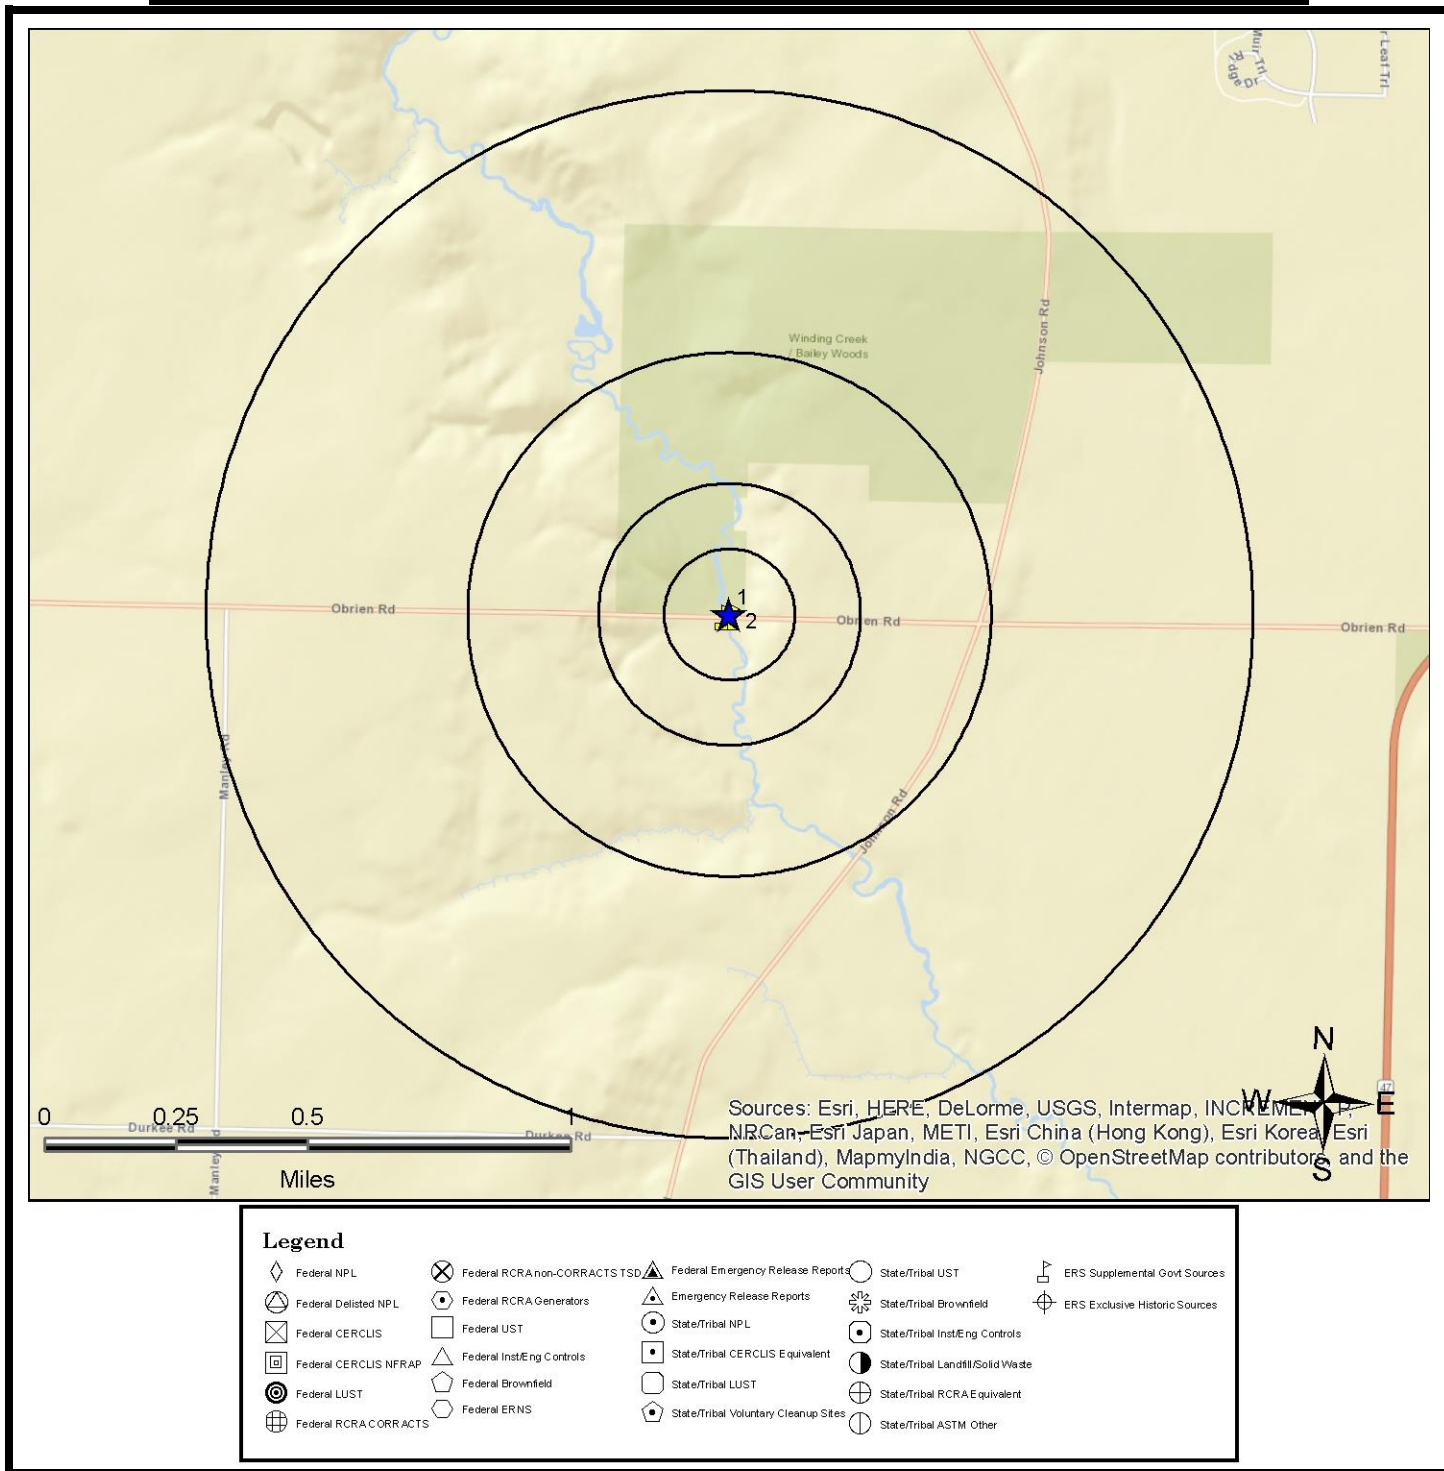 Muir Trl
Ridge Dr
r Leaf Trl
Winding Creek
/ Bailey Woods
Johnson Rd
1
2
Obrien Rd
Obrien Rd
Obrien Rd
Manley Rd
Johnson Rd
N
W
E
S
47
0 0.25 0.5 1
Miles
Durkee Rd
Durkee Rd
Manley
Sources: Esri, HERE, DeLorme, USGS, Intermap, INCREMENT P,
NRCan, Esri Japan, METI, Esri China (Hong Kong), Esri Korea, Esri
(Thailand), MapmyIndia, NGCC, © OpenStreetMap contributors, and the
GIS User Community
Legend
Federal NPL
Federal Delisted NPL
Federal CERCLIS
Federal CERCLIS NFRAP
Federal LUST
Federal RCRA CORRACTS
Federal RCRA non-CORRACTS TSD
Federal RCRA Generators
Federal UST
Federal Inst/Eng Controls
Federal Brownfield
Federal ERNS
Federal Emergency Release Reports
Emergency Release Reports
State/Tribal NPL
State/Tribal CERCLIS Equivalent
State/Tribal LUST
State/Tribal Voluntary Cleanup Sites
State/Tribal UST
State/Tribal Brownfield
State/Tribal Inst/Eng Controls
State/Tribal Landfill/Solid Waste
State/Tribal RCRA Equivalent
State/Tribal ASTM Other
ERS Supplemental Govt Sources
ERS Exclusive Historic Sources